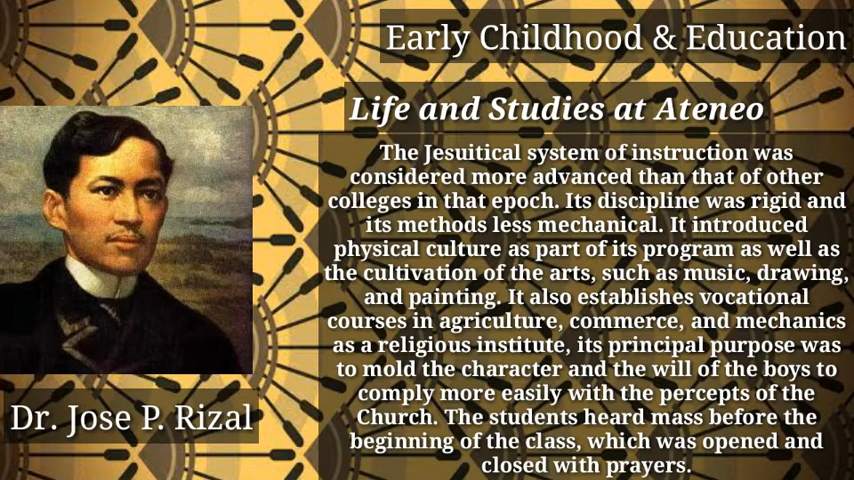 Early Childhood & Education
Life and Studies at Ateneo
The Jesuitical system of instruction was
considered more advanced than that of other
colleges in that epoch. Its discipline was rigid and
its methods less mechanical. It introduced
physical culture as part of its program as well as
the cultivation of the arts, such as music, drawing,
and painting. It also establishes vocational
courses in agriculture, commerce, and mechanics
as a religious institute, its principal purpose was
to mold the character and the will of the boys to
comply more easily with the percepts of the
Church. The students heard mass before the
beginning of the class, which was opened and
closed with prayers.
Dr. Jose P. Rizal